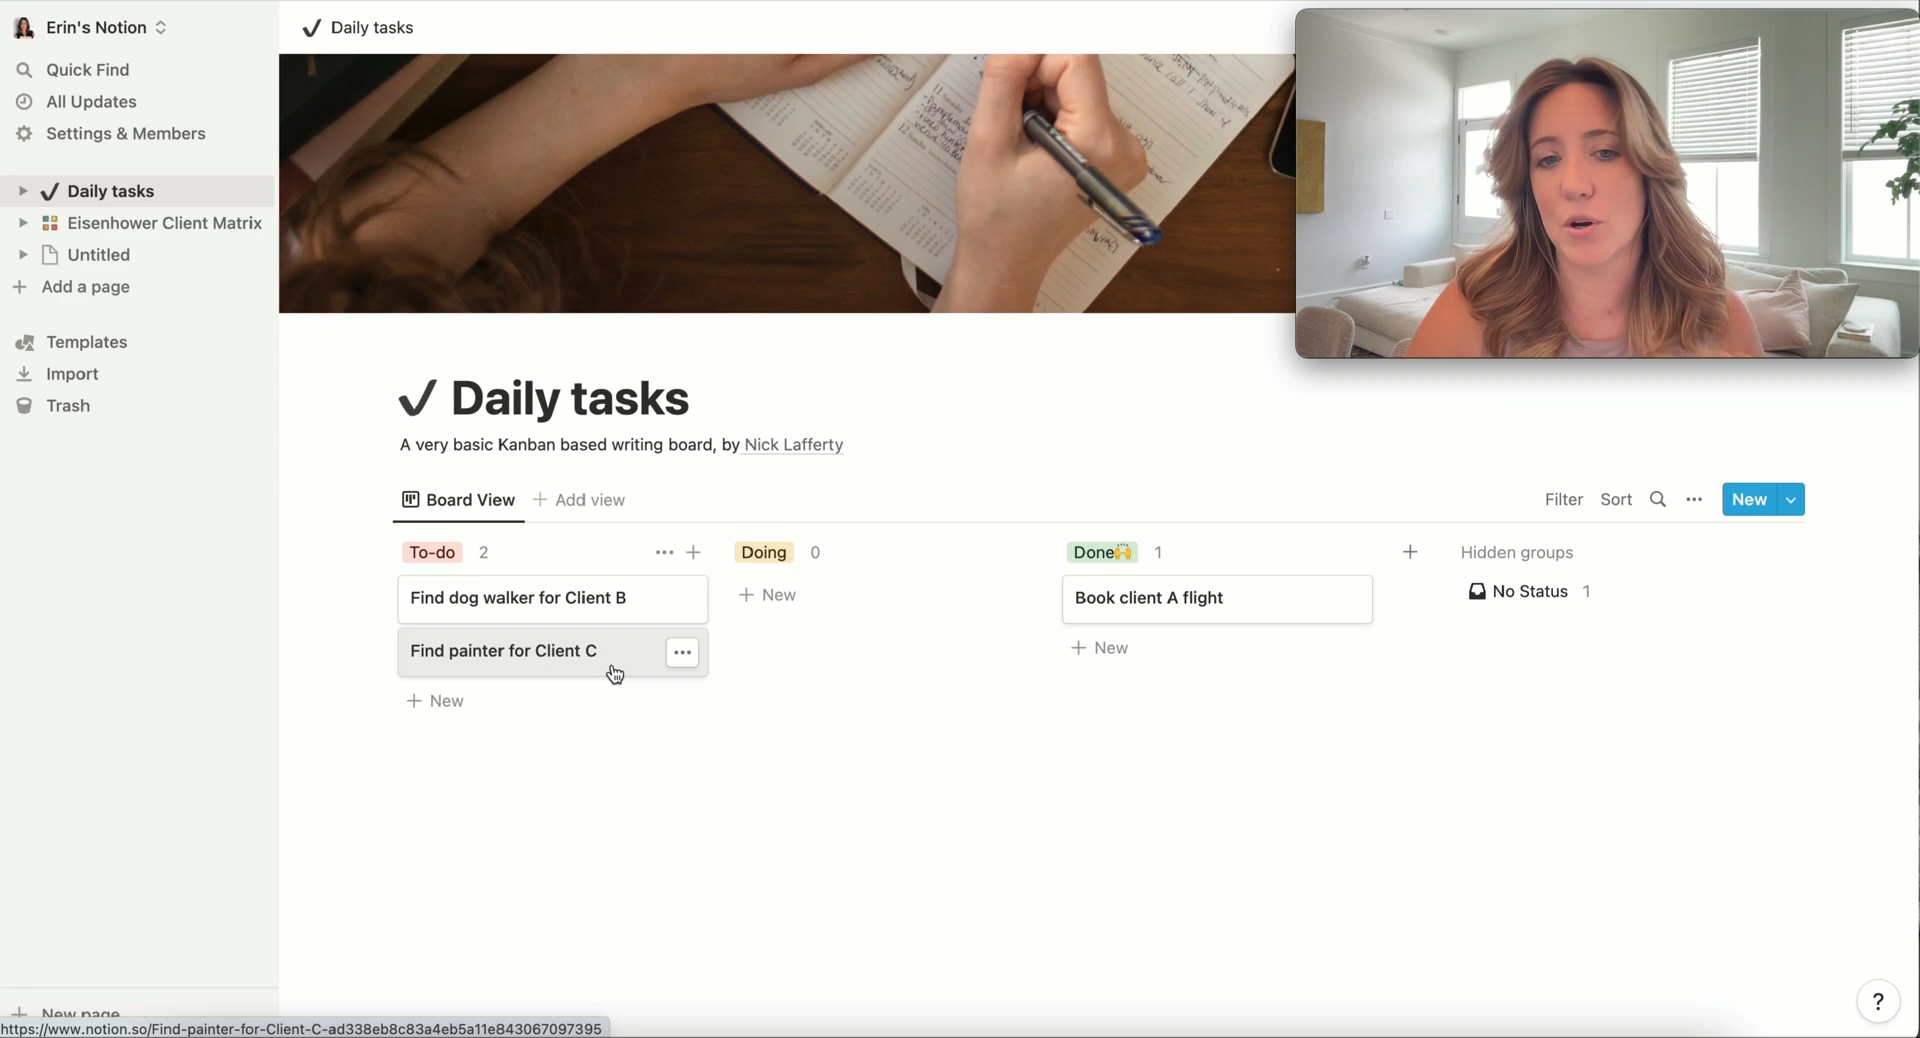 Erin's Notion
Quick Find
All Updates
Settings & Members
Daily tasks
Eisenhower Client Matrix
Untitled
Add a page
Templates
Import
Trash
New page
https://www.notion.so/Find-painter-for-Client-C-ad338eb8c83a4eb5a11e843067097395
Daily tasks
Daily tasks
A very basic Kanban based writing board, by Nick Lafferty
Board View + Add view
Filter Sort ... New
To-do 2 ... +
Find dog walker for Client B
Find painter for Client C ...
+ New
Doing 0
+ New
Done🙌 1 +
Book client A flight
+ New
Hidden groups
No Status 1
?